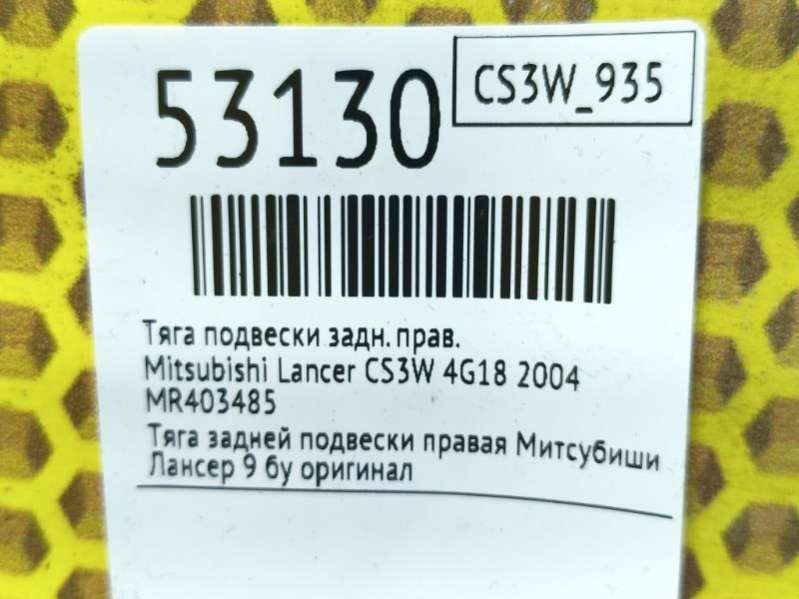 53130
CS3W_935
Тяга подвески задн. прав.
Mitsubishi Lancer CS3W 4G18 2004
MR403485
Тяга задней подвески правая Митсубиши
Лансер 9 бу оригинал